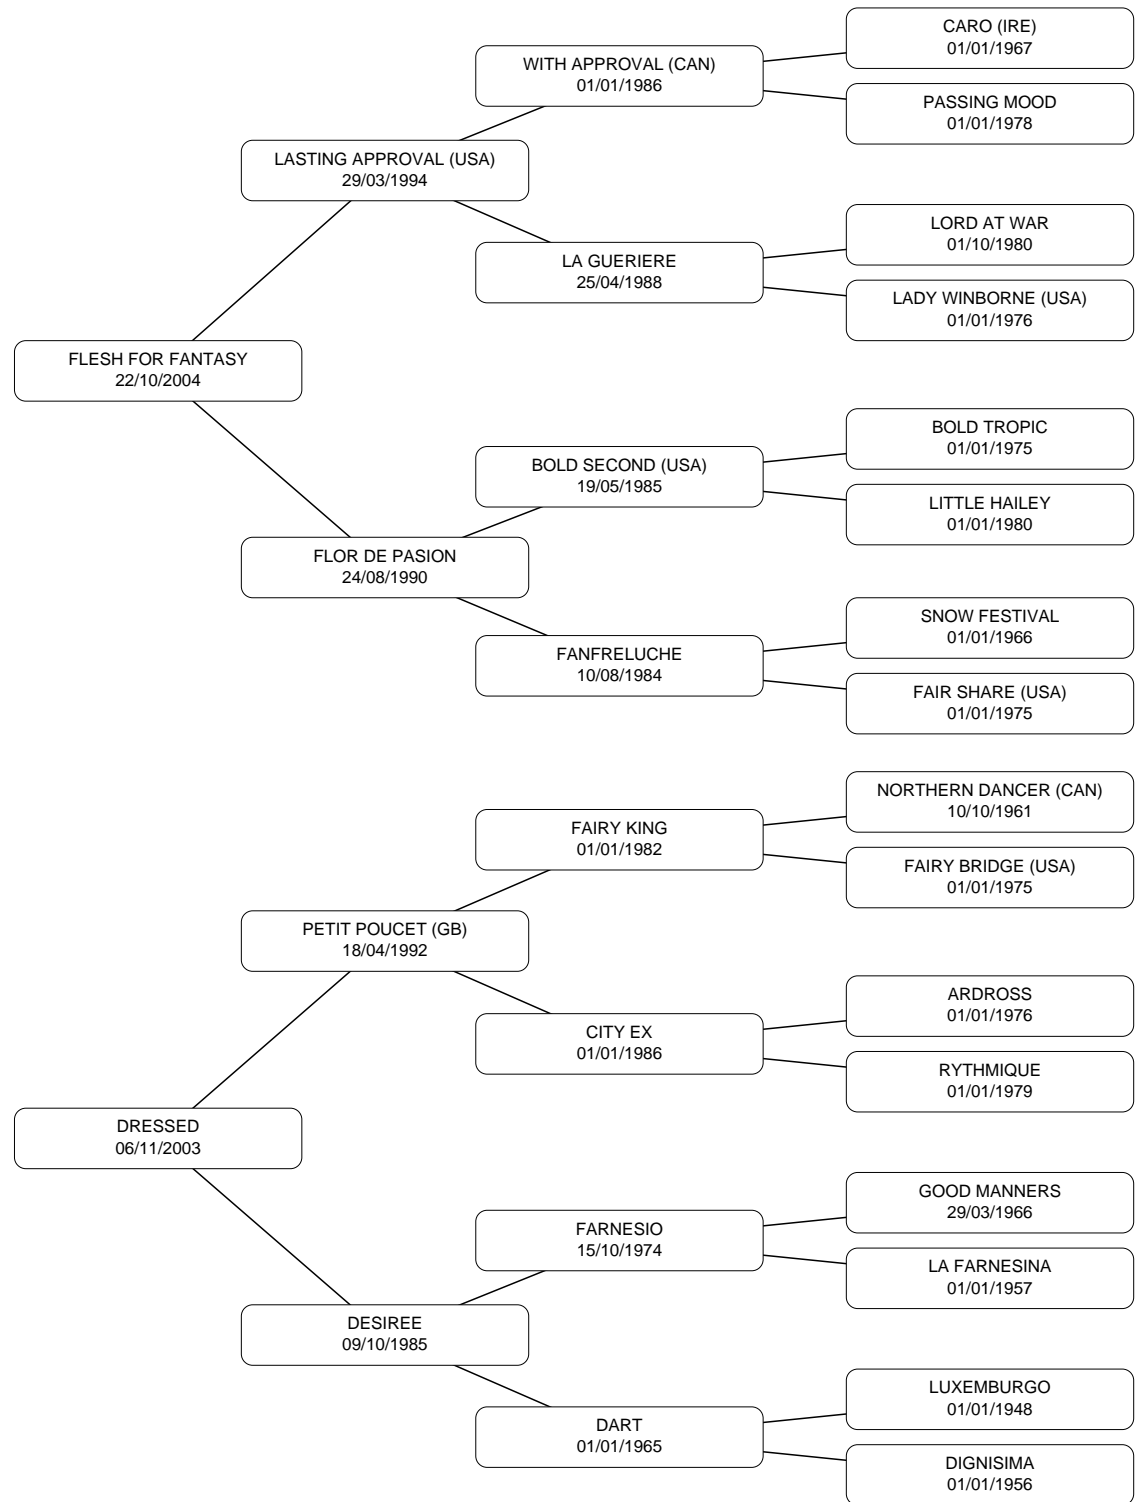 CARO (IRE)
01/01/1967
WITH APPROVAL (CAN)
01/01/1986
PASSING MOOD
01/01/1978
LASTING APPROVAL (USA)
29/03/1994
LORD AT WAR
01/10/1980
LA GUERIERE
25/04/1988
LADY WINBORNE (USA)
01/01/1976
FLESH FOR FANTASY
22/10/2004
BOLD TROPIC
01/01/1975
BOLD SECOND (USA)
19/05/1985
LITTLE HAILEY
01/01/1980
FLOR DE PASION
24/08/1990
SNOW FESTIVAL
01/01/1966
FANFRELUCHE
10/08/1984
FAIR SHARE (USA)
01/01/1975
NORTHERN DANCER (CAN)
10/10/1961
FAIRY KING
01/01/1982
FAIRY BRIDGE (USA)
01/01/1975
PETIT POUCET (GB)
18/04/1992
ARDROSS
01/01/1976
CITY EX
01/01/1986
RYTHMIQUE
01/01/1979
DRESSED
06/11/2003
GOOD MANNERS
29/03/1966
FARNESIO
15/10/1974
LA FARNESINA
01/01/1957
DESIREE
09/10/1985
LUXEMBURGO
01/01/1948
DART
01/01/1965
DIGNISIMA
01/01/1956